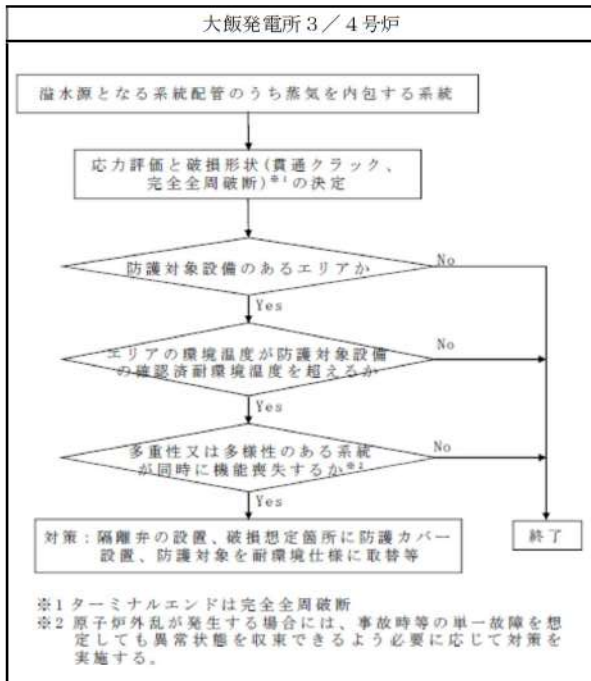 大飯発電所3／4号炉
溢水源となる系統配管のうち蒸気を内包する系統
応力評価と破損形状(貫通クラック、
完全全周破断)※1の決定
防護対象設備のあるエリアか
No
Yes
エリアの環境温度が防護対象設備
の確認済耐環境温度を超えるか
No
Yes
多重性又は多様性のある系統
が同時に機能喪失するか※2
No
Yes
対策：隔離弁の設置、破損想定箇所に防護カバー
設置、防護対象を耐環境仕様に取替等
終了
※1 ターミナルエンドは完全全周破断
※2 原子炉外乱が発生する場合には、事故時等の単一故障を想
定しても異常状態を収束できるよう必要に応じて対策を
実施する。